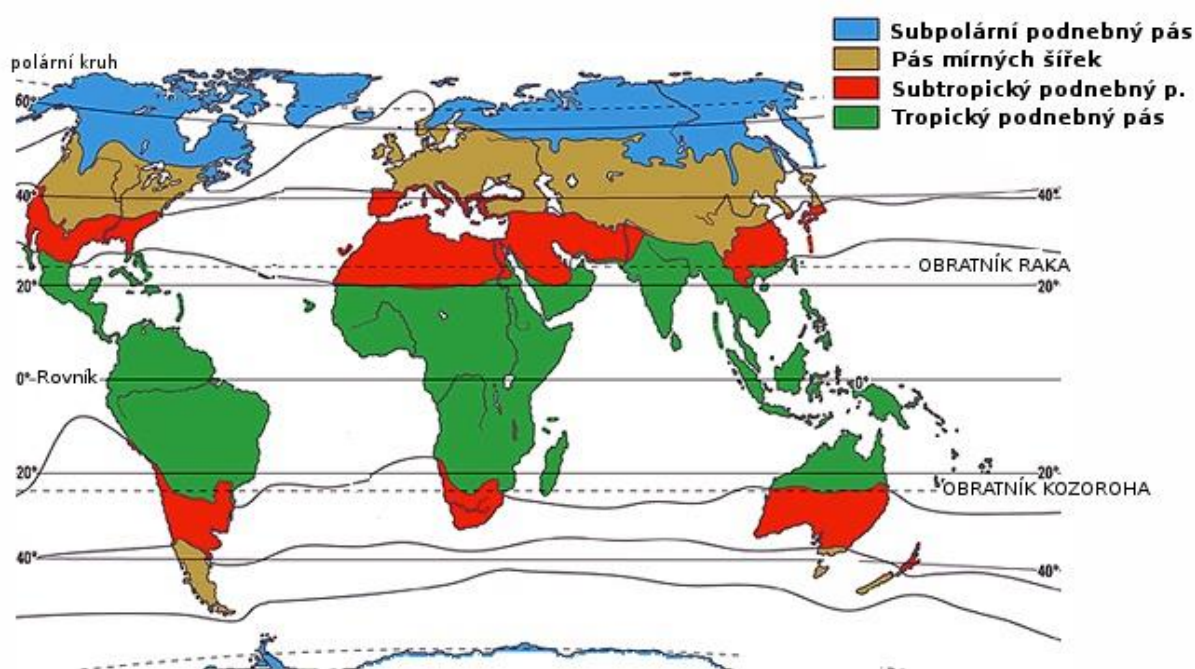 Subpolární podnebný pás
Pás mírných šířek
Subtropický podnebný p.
Tropický podnebný pás
polární kruh
60°
40° 40°
OBRATNÍK RAKA
20° 20°
0° Rovník 0°
20° 20°
OBRATNÍK KOZOROHA
40° 40°